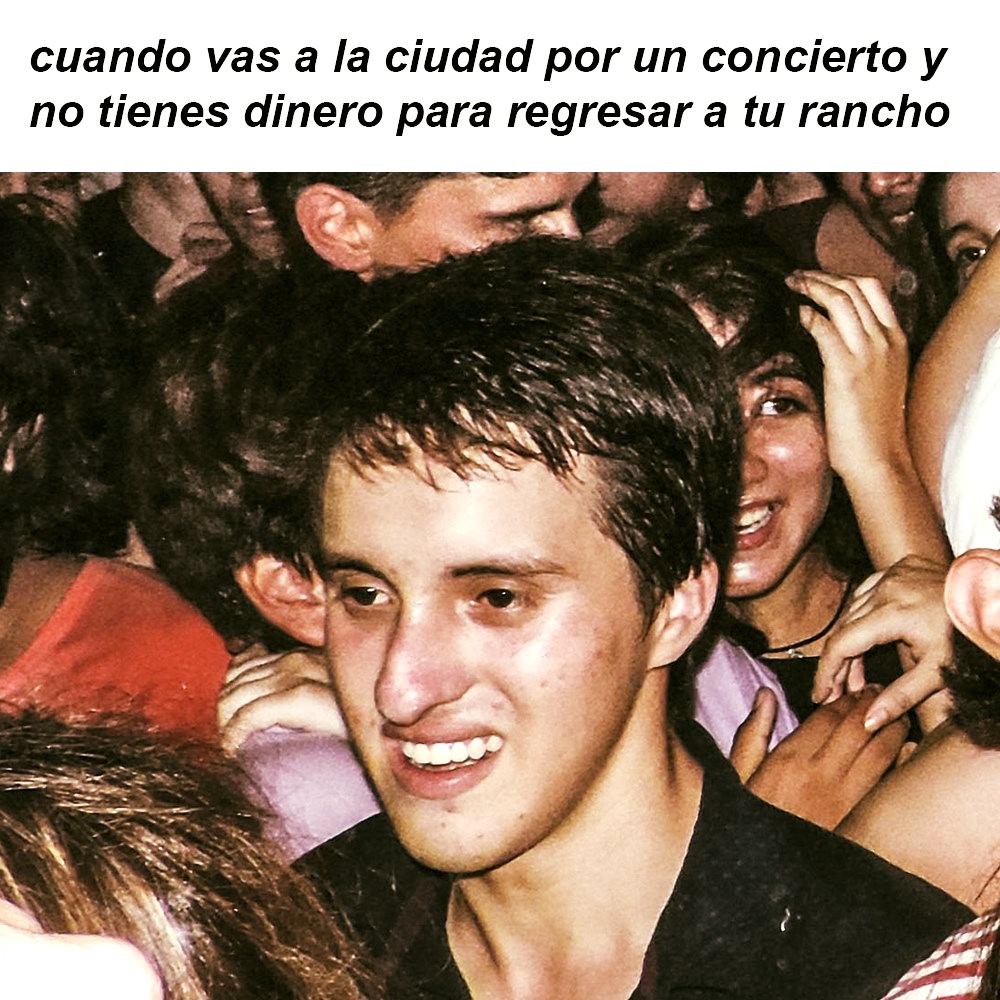 cuando vas a la ciudad por un concierto y
no tienes dinero para regresar a tu rancho